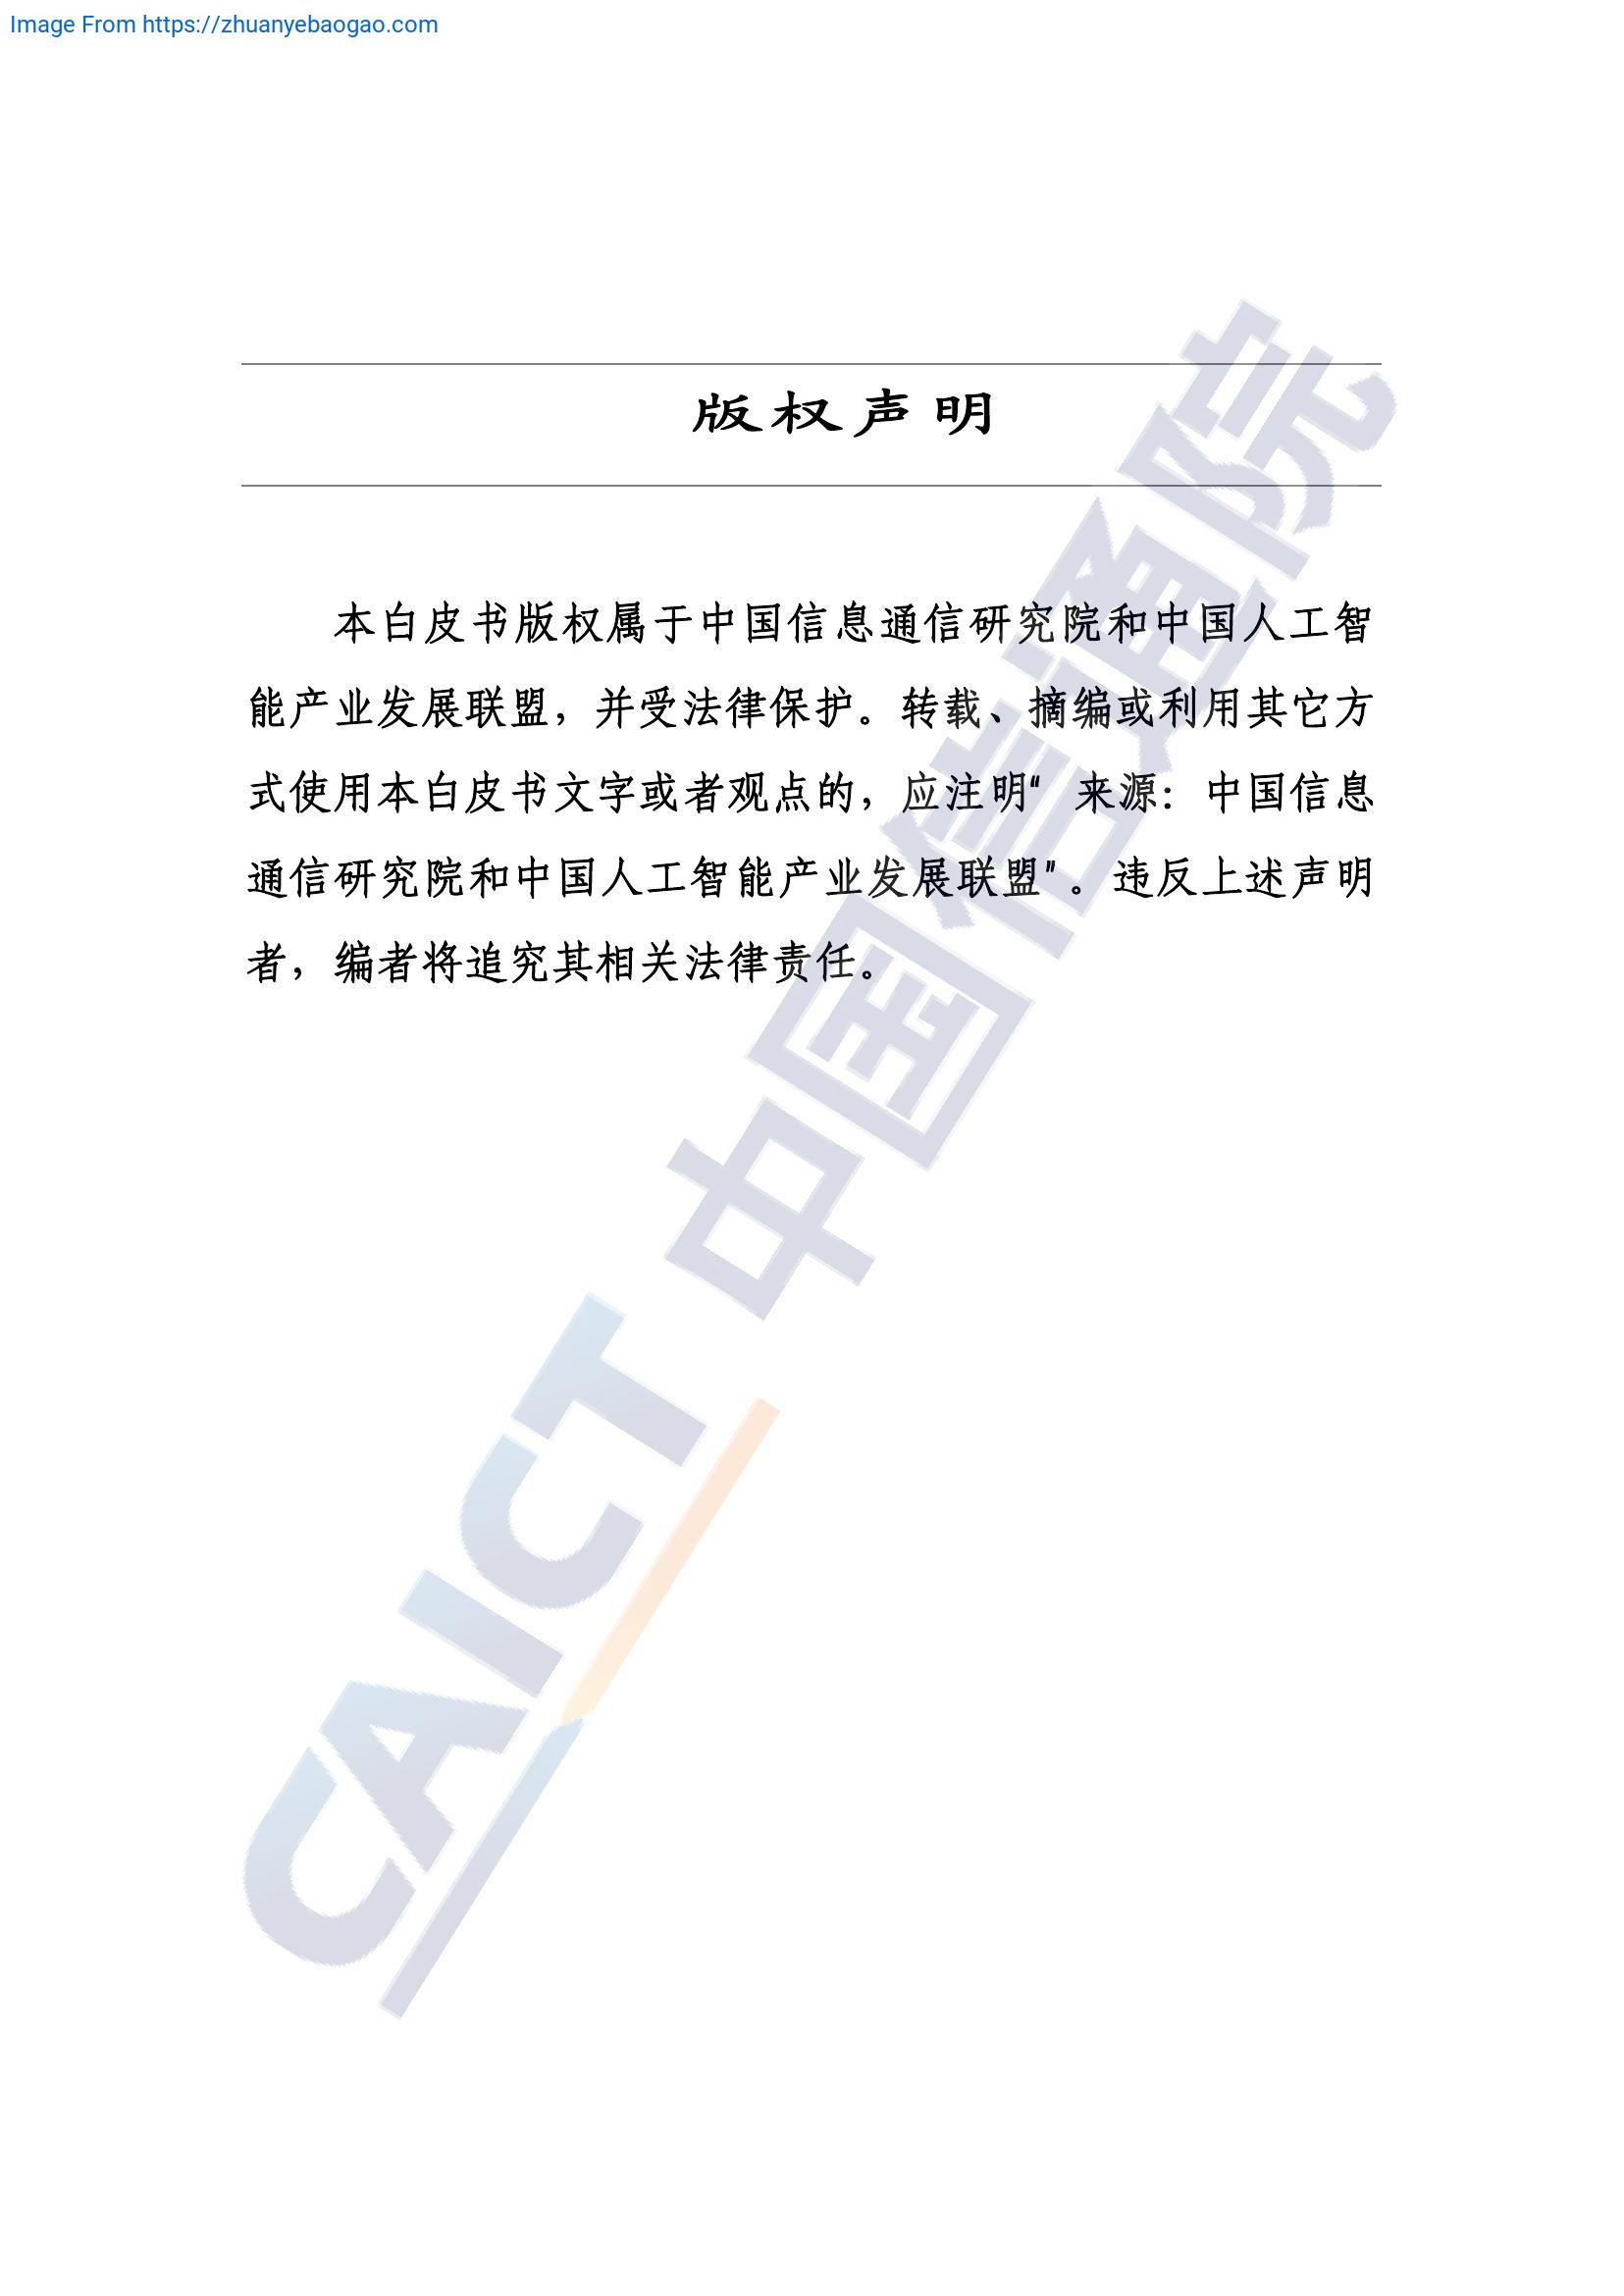 Image From https://zhuanyebaogao.com
版权声明
本白皮书版权属于中国信息通信研究院和中国人工智
能产业发展联盟，并受法律保护。转载、摘编或利用其它方
式使用本白皮书文字或者观点的，应注明“来源：中国信息
通信研究院和中国人工智能产业发展联盟”。违反上述声明
者，编者将追究其相关法律责任。
CAICT 中国信通院